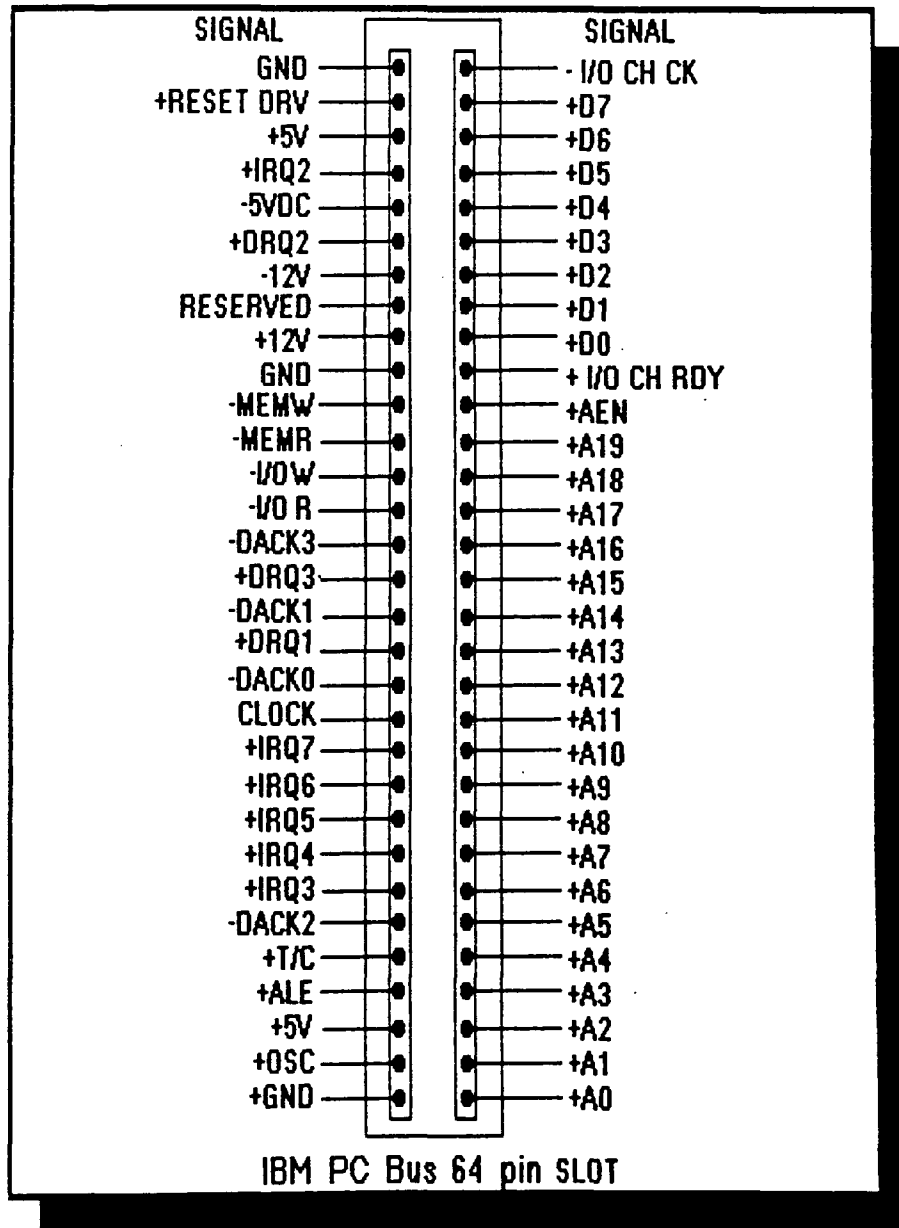 SIGNAL SIGNAL
GND - I/O CH CK
+RESET DRV +D7
+5V +D6
+IRQ2 +D5
-5VDC +D4
+DRQ2 +D3
-12V +D2
RESERVED +D1
+12V +D0
GND + I/O CH RDY
-MEMW +AEN
-MEMR +A19
-I/O W +A18
-I/O R +A17
-DACK3 +A16
+DRQ3 +A15
-DACK1 +A14
+DRQ1 +A13
-DACK0 +A12
CLOCK +A11
+IRQ7 +A10
+IRQ6 +A9
+IRQ5 +A8
+IRQ4 +A7
+IRQ3 +A6
-DACK2 +A5
+T/C +A4
+ALE +A3
+5V +A2
+OSC +A1
+GND +A0
IBM PC Bus 64 pin SLOT